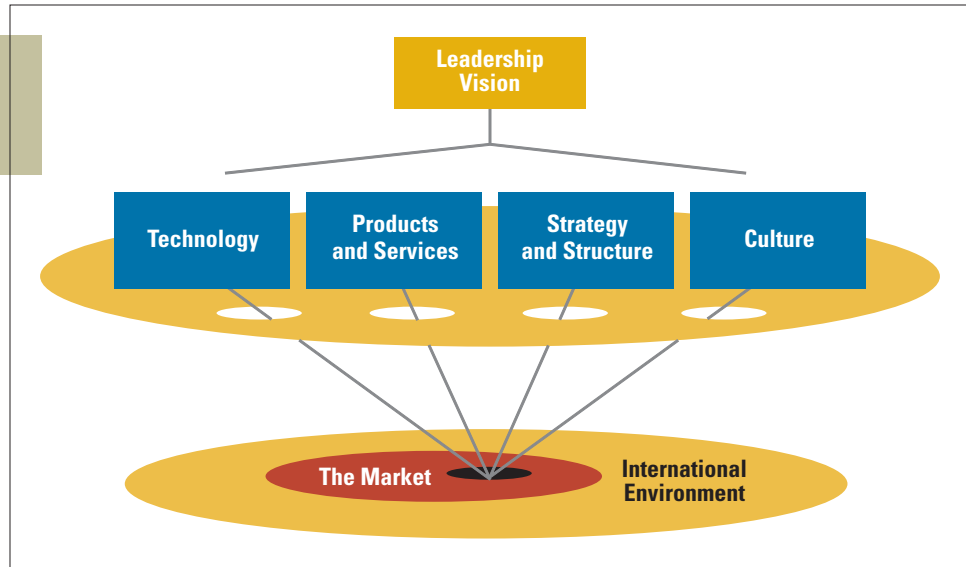 Leadership
Vision
Technology
Products
and Services
Strategy
and Structure
Culture
The Market
International
Environment